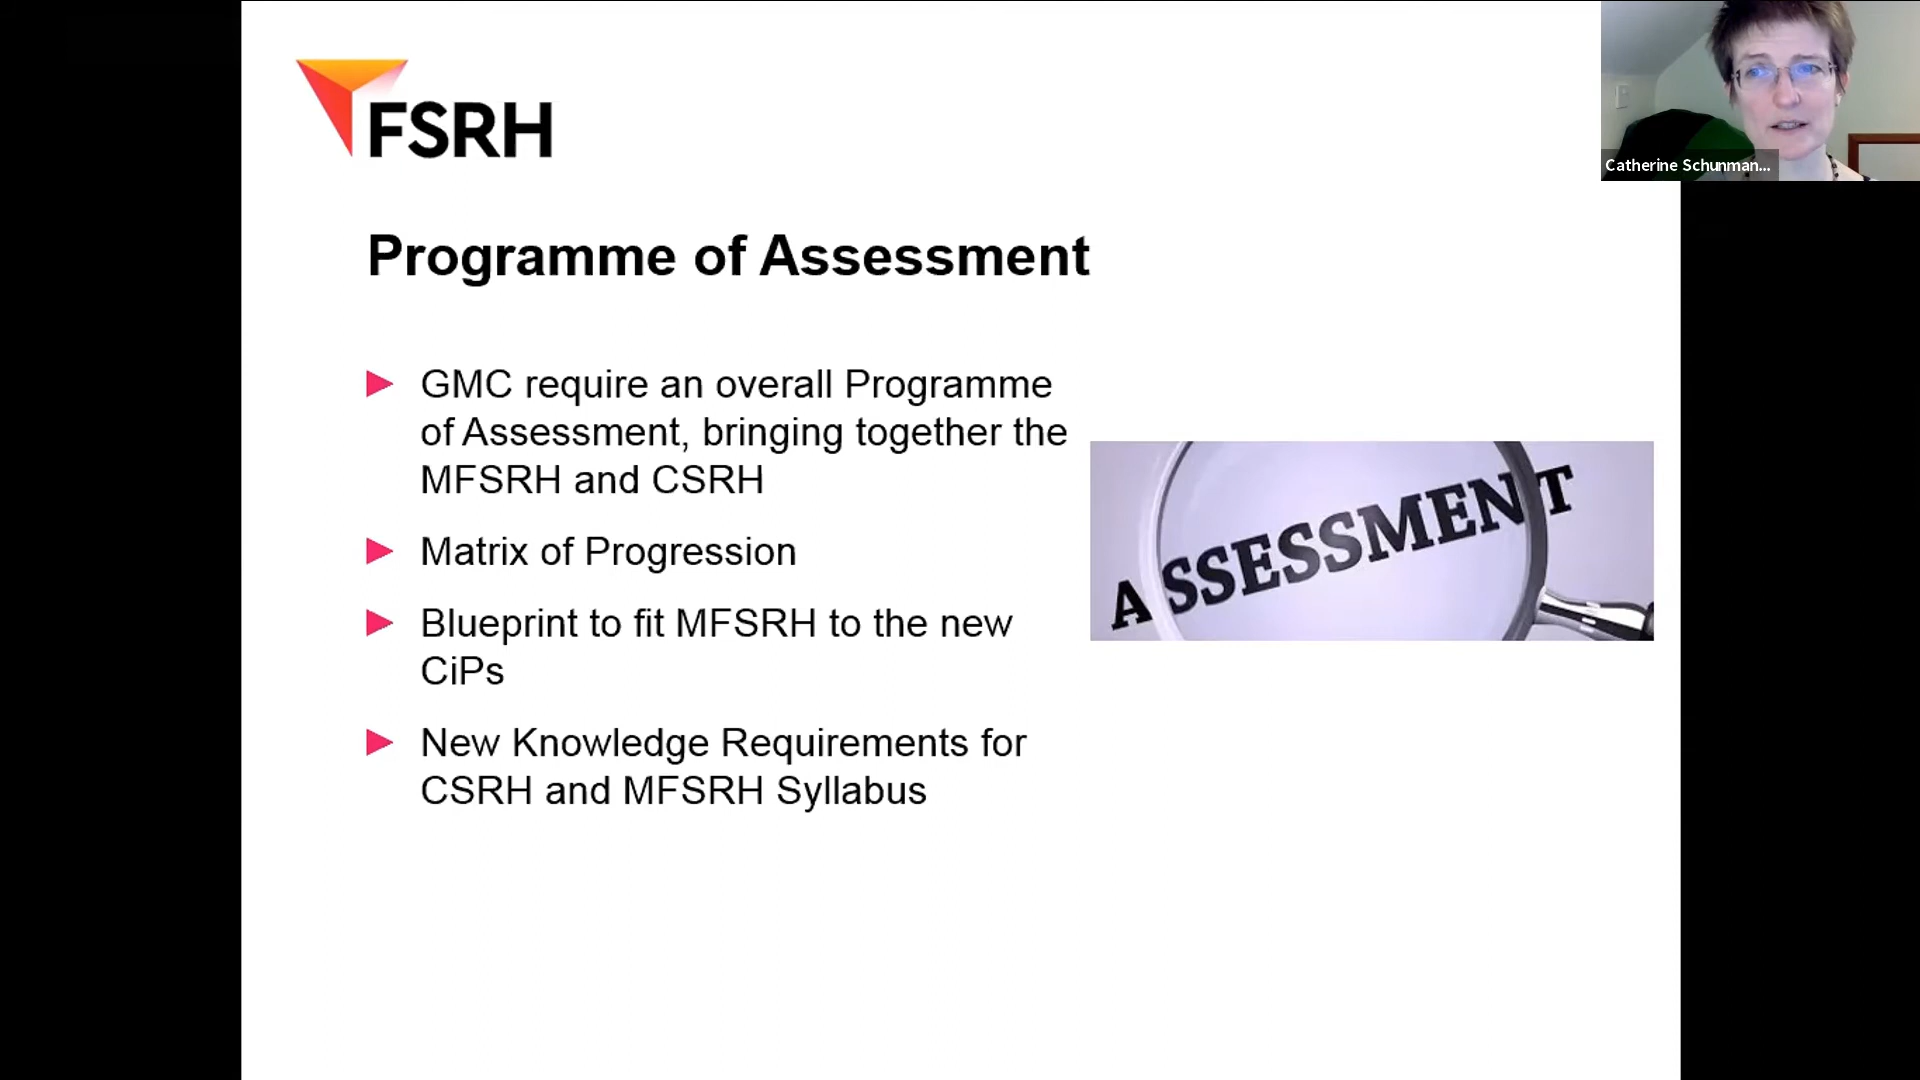 FSRH
Catherine Schunman...
Programme of Assessment
GMC require an overall Programme
of Assessment, bringing together the
MFSRH and CSRH
Matrix of Progression
Blueprint to fit MFSRH to the new
CiPs
New Knowledge Requirements for
CSRH and MFSRH Syllabus
ASSESSMENT